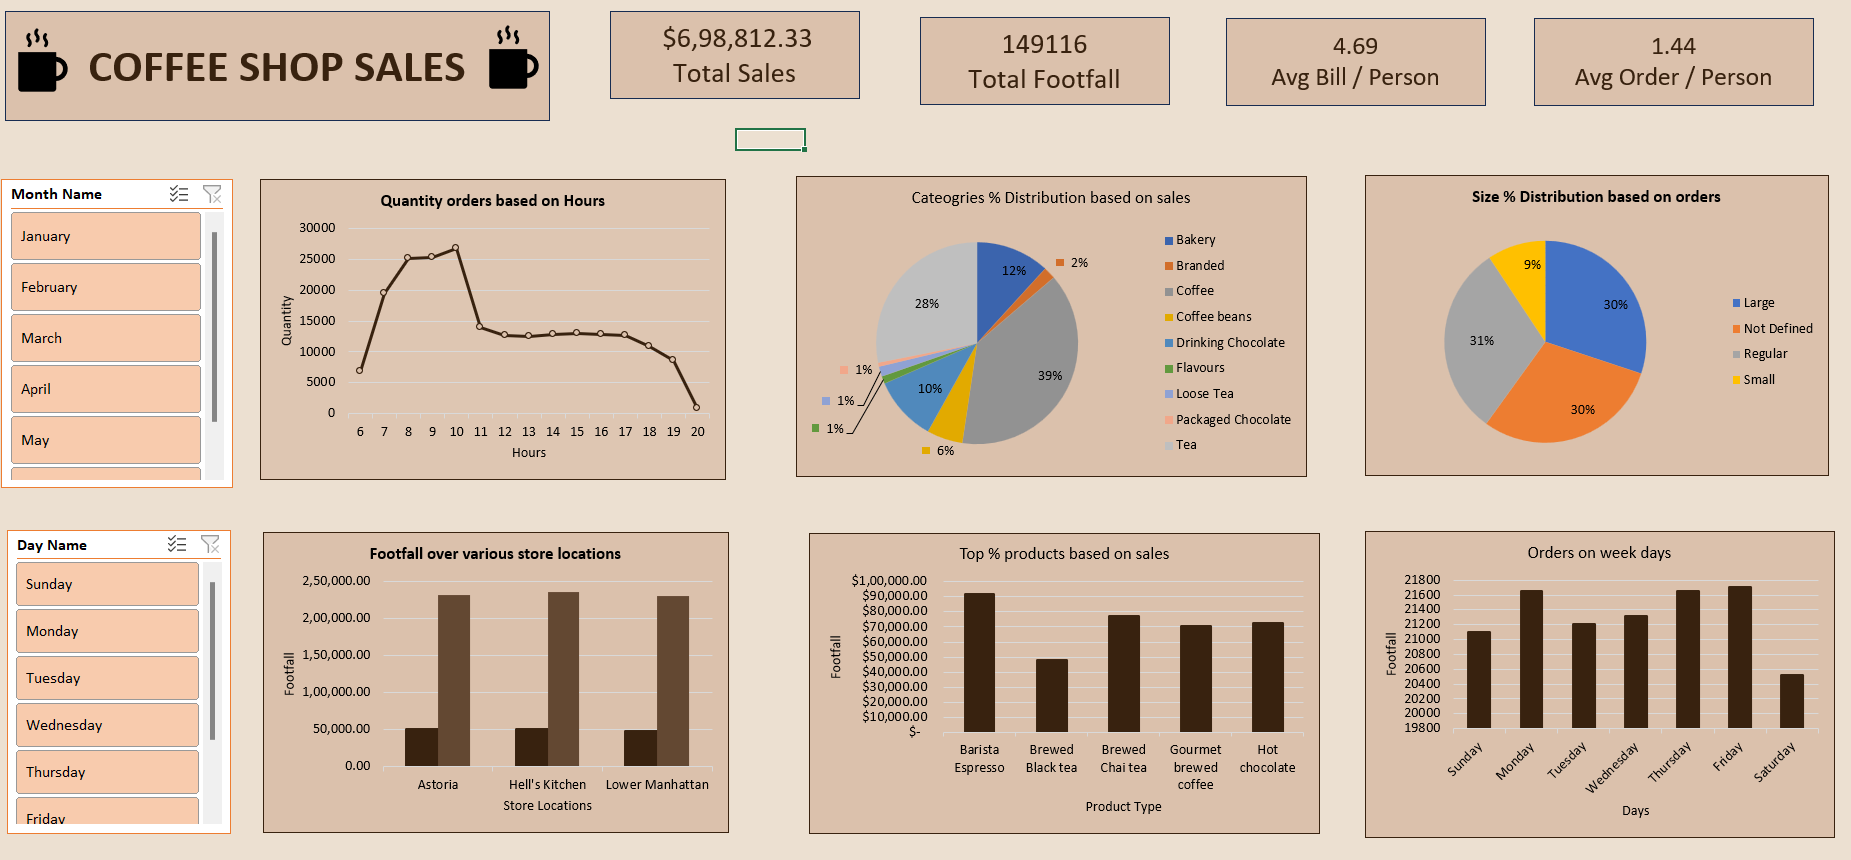 COFFEE SHOP SALES
$6,98,812.33
Total Sales
149116
Total Footfall
4.69
Avg Bill / Person
1.44
Avg Order / Person
Month Name
January
February
March
April
May
Quantity orders based on Hours
30000
25000
20000
15000
10000
5000
0
Quantity
6 7 8 9 10 11 12 13 14 15 16 17 18 19 20
Hours
Cateogries % Distribution based on sales
12%
2%
39%
6%
10%
1%
1%
1%
28%
Bakery
Branded
Coffee
Coffee beans
Drinking Chocolate
Flavours
Loose Tea
Packaged Chocolate
Tea
Size % Distribution based on orders
30%
30%
31%
9%
Large
Not Defined
Regular
Small
Day Name
Sunday
Monday
Tuesday
Wednesday
Thursday
Friday
Footfall over various store locations
2,50,000.00
2,00,000.00
1,50,000.00
1,00,000.00
50,000.00
0.00
Footfall
Astoria Hell's Kitchen Lower Manhattan
Store Locations
Top % products based on sales
$1,00,000.00
$90,000.00
$80,000.00
$70,000.00
$60,000.00
$50,000.00
$40,000.00
$30,000.00
$20,000.00
$10,000.00
$-
Footfall
Barista Espresso
Brewed Black tea
Brewed Chai tea
Gourmet brewed coffee
Hot chocolate
Product Type
Orders on week days
21800
21600
21400
21200
21000
20800
20600
20400
20200
20000
19800
Footfall
Sunday Monday Tuesday Wednesday Thursday Friday Saturday
Days